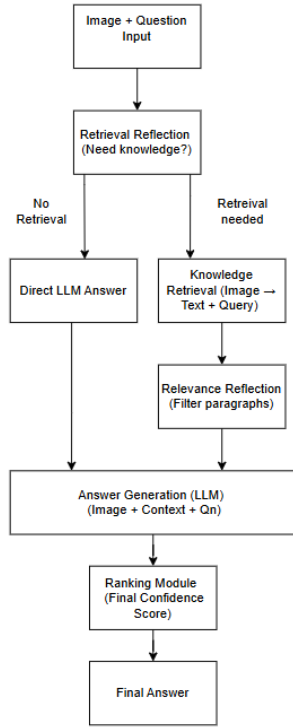 Image + Question
Input
Retrieval Reflection
(Need knowledge?)
No
Retrieval
Retreival
needed
Direct LLM Answer
Knowledge
Retrieval (Image →
Text + Query)
Relevance Reflection
(Filter paragraphs)
Answer Generation (LLM)
(Image + Context + Qn)
Ranking Module
(Final Confidence
Score)
Final Answer